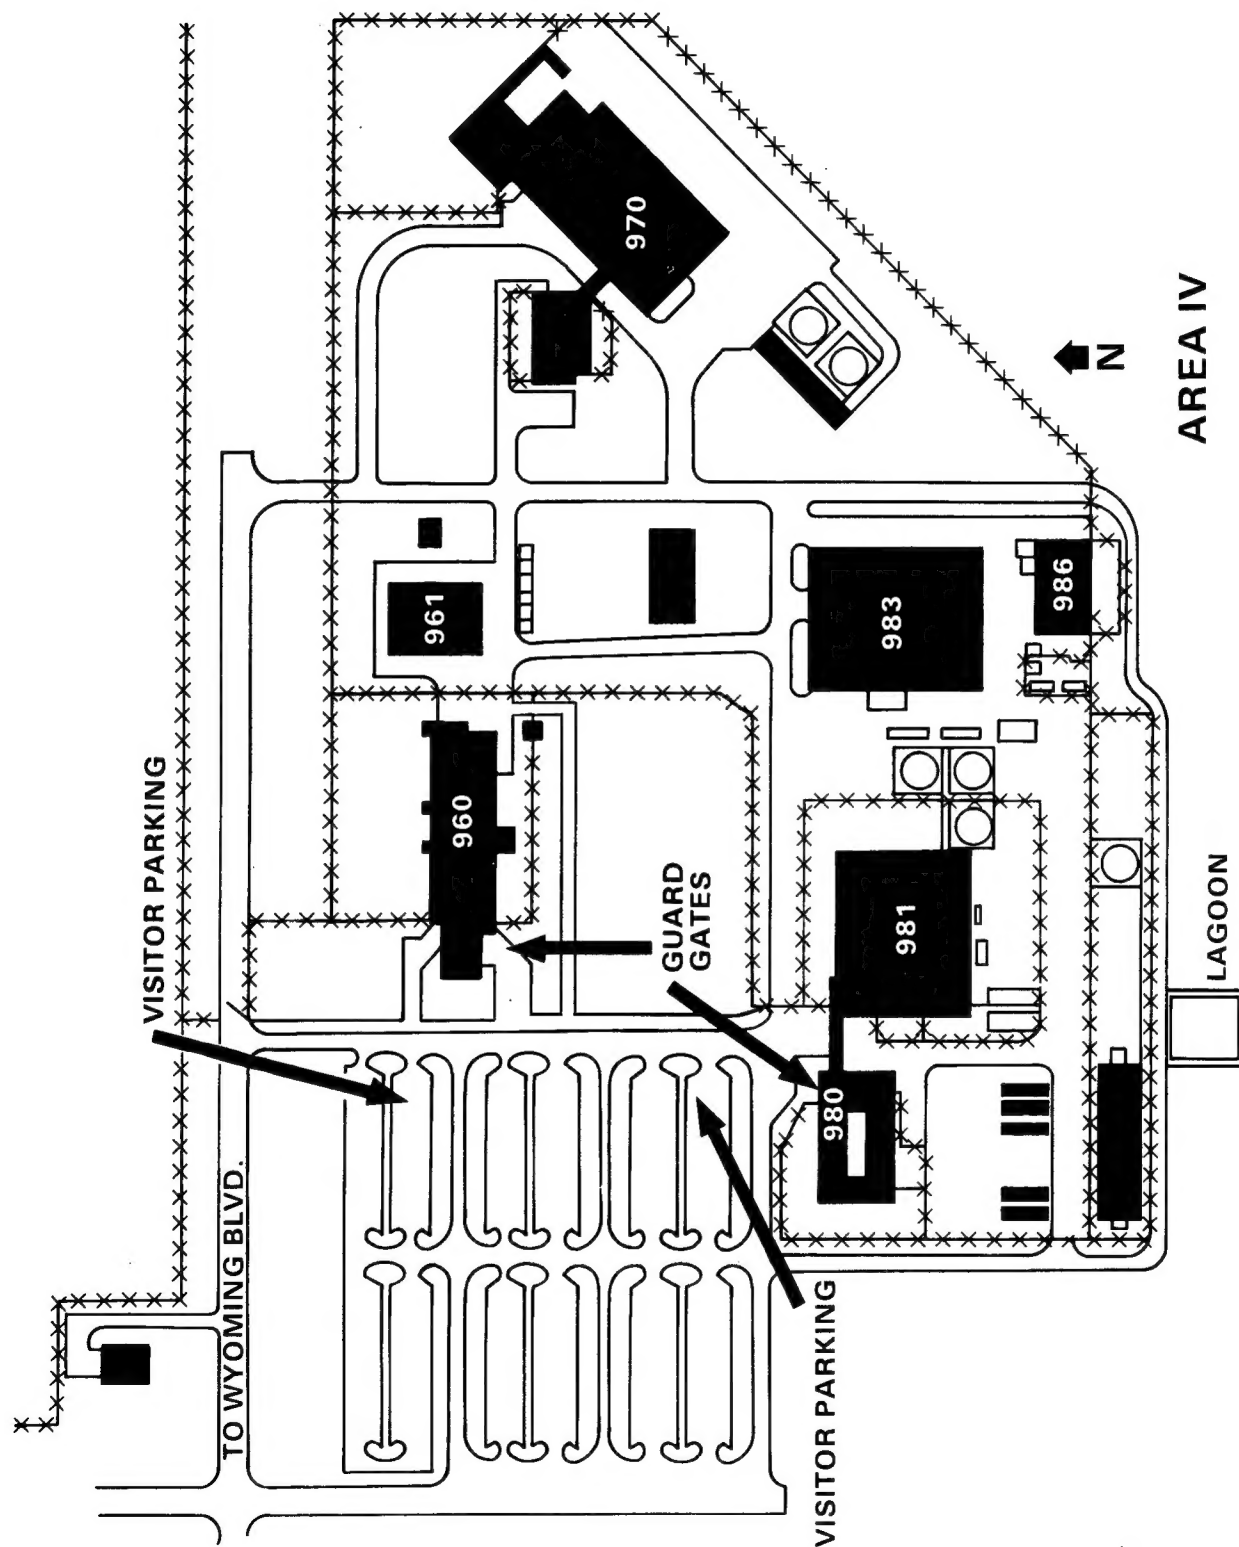 VISITOR PARKING
TO WYOMING BLVD.
960
961
970
GUARD
GATES
980
981
983
986
VISITOR PARKING
LAGOON
N
AREA IV